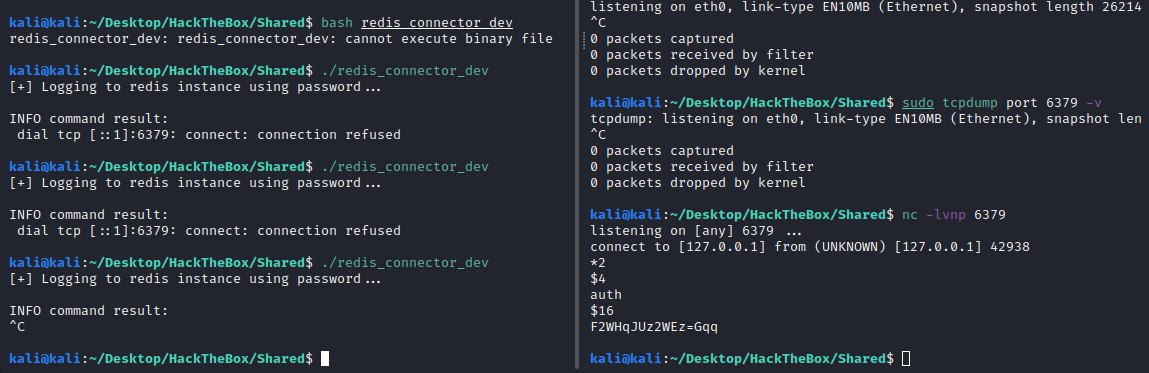 kali@kali:~/Desktop/HackTheBox/Shared$ bash redis_connector_dev
redis_connector_dev: redis_connector_dev: cannot execute binary file
kali@kali:~/Desktop/HackTheBox/Shared$ ./redis_connector_dev
[+] Logging to redis instance using password...
INFO command result:
dial tcp [::1]:6379: connect: connection refused
kali@kali:~/Desktop/HackTheBox/Shared$ ./redis_connector_dev
[+] Logging to redis instance using password...
INFO command result:
dial tcp [::1]:6379: connect: connection refused
kali@kali:~/Desktop/HackTheBox/Shared$ ./redis_connector_dev
[+] Logging to redis instance using password...
INFO command result:
^C
kali@kali:~/Desktop/HackTheBox/Shared$
listening on eth0, link-type EN10MB (Ethernet), snapshot length 26214
^C
0 packets captured
0 packets received by filter
0 packets dropped by kernel
kali@kali:~/Desktop/HackTheBox/Shared$ sudo tcpdump port 6379 -v
tcpdump: listening on eth0, link-type EN10MB (Ethernet), snapshot len
^C
0 packets captured
0 packets received by filter
0 packets dropped by kernel
kali@kali:~/Desktop/HackTheBox/Shared$ nc -lvnp 6379
listening on [any] 6379 ...
connect to [127.0.0.1] from (UNKNOWN) [127.0.0.1] 42938
*2
$4
auth
$16
F2WHqJUz2WEz=Gqq
kali@kali:~/Desktop/HackTheBox/Shared$